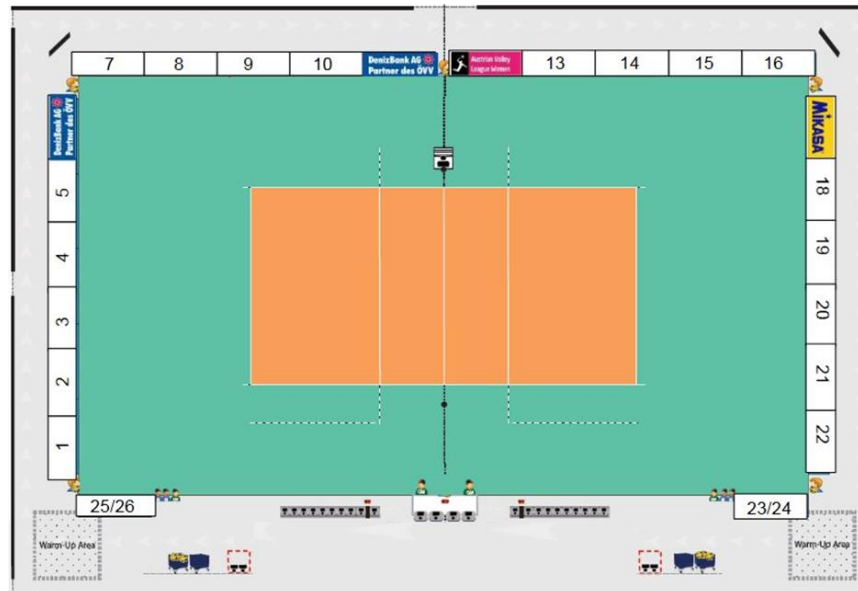 7
8
9
10
DenizBank AG
Partner des ÖVV
Austrian Volley
League Women
13
14
15
16
DenizBank AG
Partner des ÖVV
5
4
3
2
1
MIKASA
18
19
20
21
22
25/26
23/24
Warm-Up Area
Warm-Up Area